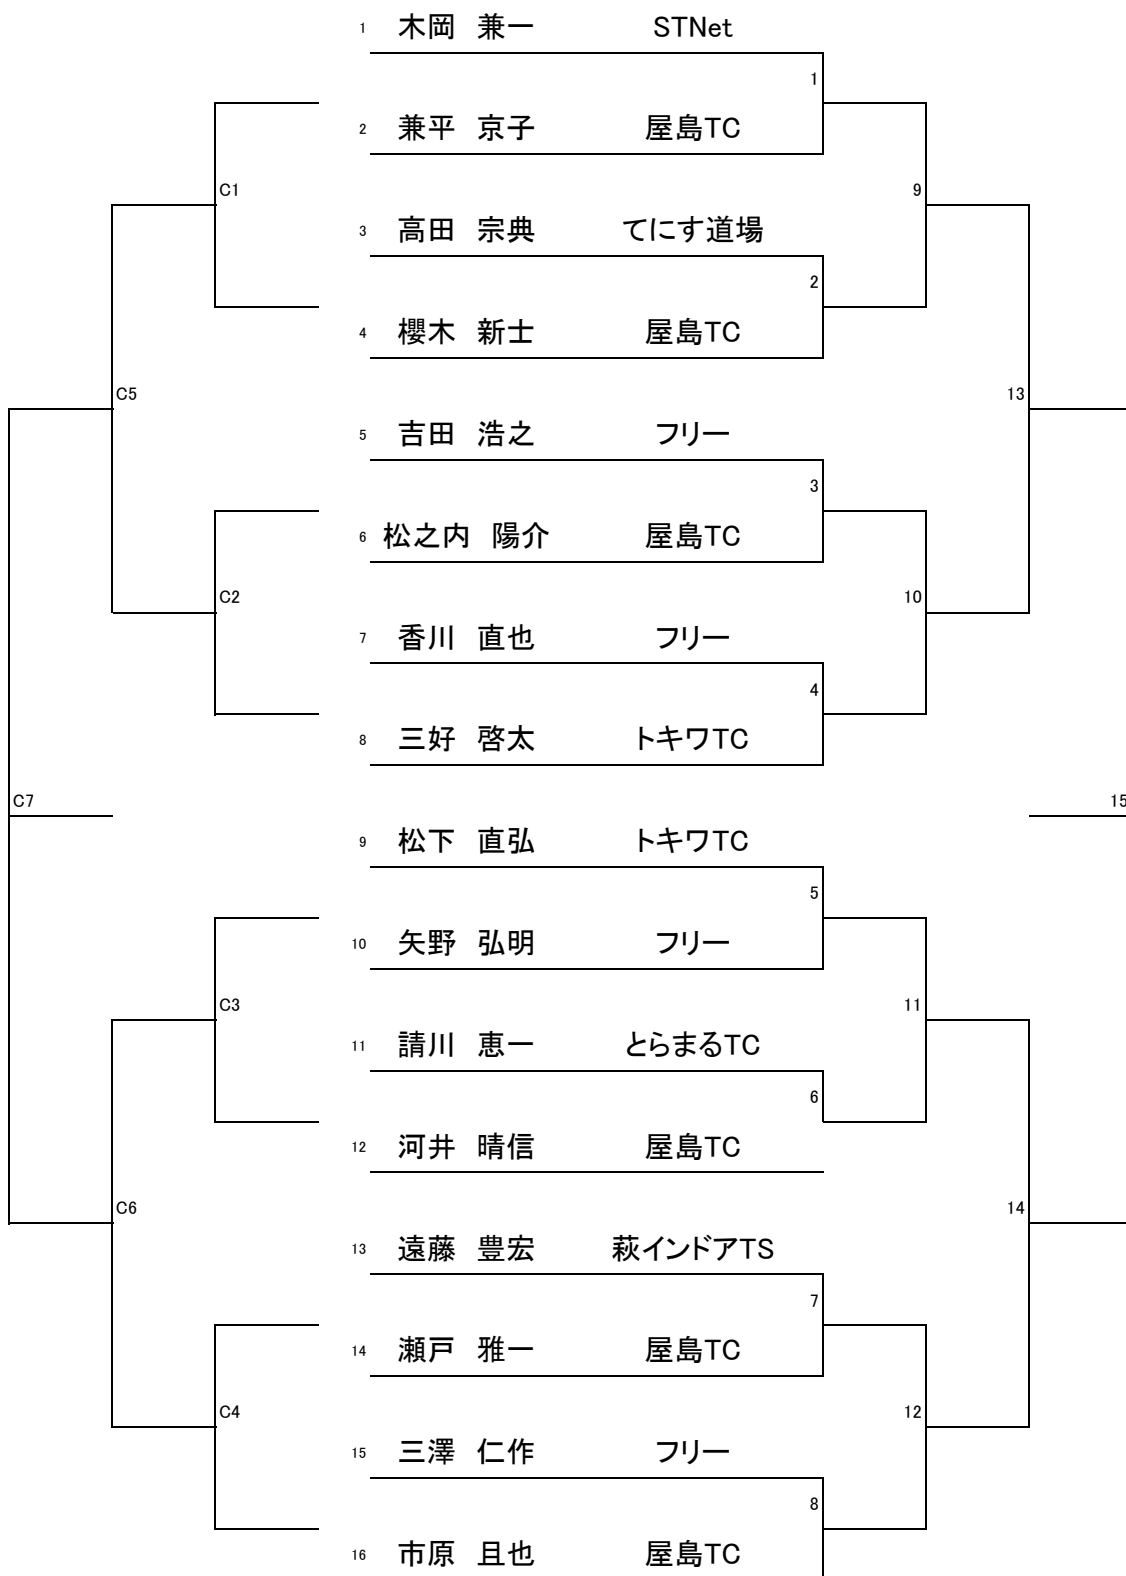 1 木岡 兼一 STNet
1
2 兼平 京子 屋島TC
C1 9
3 高田 宗典 てにす道場
2
4 櫻木 新士 屋島TC
C5 13
5 吉田 浩之 フリー
3
6 松之内 陽介 屋島TC
C2 10
7 香川 直也 フリー
4
8 三好 啓太 トキワTC
C7 15
9 松下 直弘 トキワTC
5
10 矢野 弘明 フリー
C3 11
11 請川 恵一 とらまるTC
6
12 河井 晴信 屋島TC
C6 14
13 遠藤 豊宏 萩インドアTS
7
14 瀬戸 雅一 屋島TC
C4 12
15 三澤 仁作 フリー
8
16 市原 且也 屋島TC